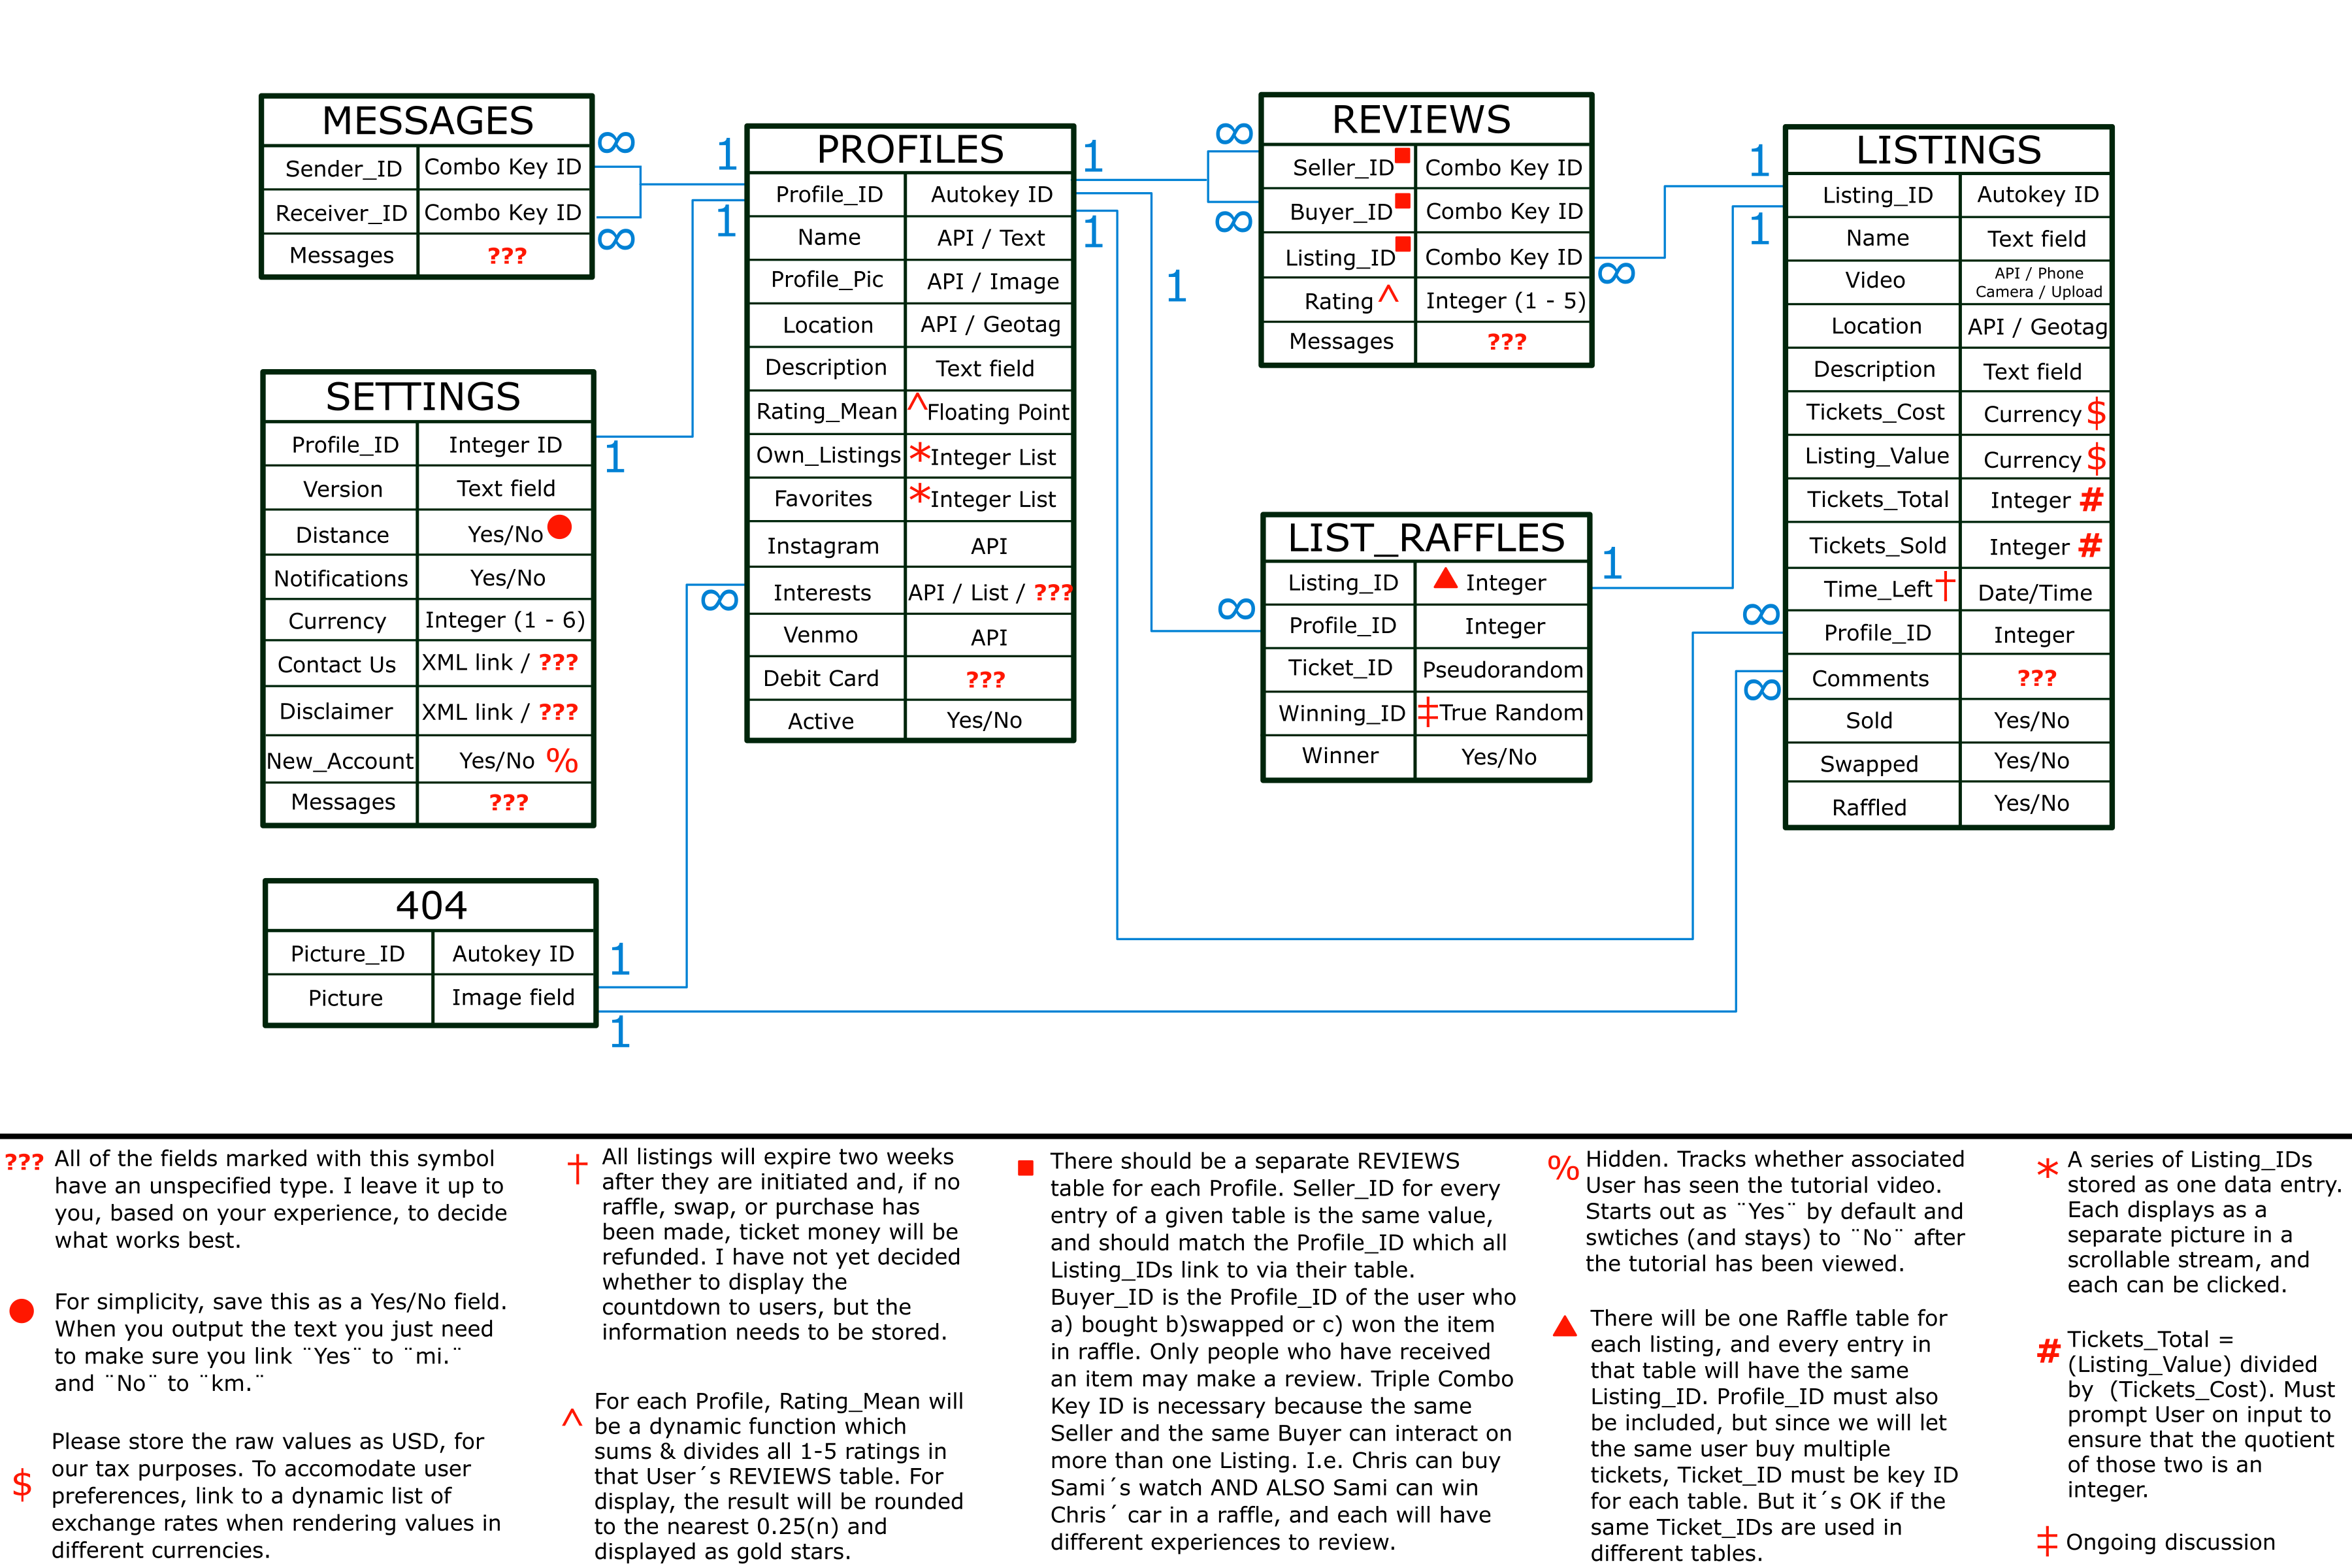 MESSAGES
Sender_ID Combo Key ID
Receiver_ID Combo Key ID
Messages ???
∞
∞
1
1
SETTINGS
Profile_ID Integer ID
Version Text field
Distance Yes/No ●
Notifications Yes/No
Currency Integer (1 - 6)
Contact Us XML link / ???
Disclaimer XML link / ???
New_Account Yes/No %
Messages ???
1
404
Picture_ID Autokey ID
Picture Image field
1
1
∞
PROFILES
Profile_ID Autokey ID
Name API / Text
Profile_Pic API / Image
Location API / Geotag
Description Text field
Rating_Mean ^Floating Point
Own_Listings *Integer List
Favorites *Integer List
Instagram API
Interests API / List / ???
Venmo API
Debit Card ???
Active Yes/No
1
1
1
∞
∞
REVIEWS
Seller_ID■ Combo Key ID
Buyer_ID■ Combo Key ID
Listing_ID■ Combo Key ID
Rating ^ Integer (1 - 5)
Messages ???
∞
∞
LIST_RAFFLES
Listing_ID ▲ Integer
Profile_ID Integer
Ticket_ID Pseudorandom
Winning_ID ‡True Random
Winner Yes/No
1
1
1
∞
∞
LISTINGS
Listing_ID Autokey ID
Name Text field
Video API / Phone
Camera / Upload
Location API / Geotag
Description Text field
Tickets_Cost Currency $
Listing_Value Currency $
Tickets_Total Integer #
Tickets_Sold Integer #
Time_Left† Date/Time
Profile_ID Integer
Comments ???
Sold Yes/No
Swapped Yes/No
Raffled Yes/No
??? All of the fields marked with this symbol
have an unspecified type. I leave it up to
you, based on your experience, to decide
what works best.
● For simplicity, save this as a Yes/No field.
When you output the text you just need
to make sure you link ¨Yes¨ to ¨mi.¨
and ¨No¨ to ¨km.¨
$ Please store the raw values as USD, for
our tax purposes. To accomodate user
preferences, link to a dynamic list of
exchange rates when rendering values in
different currencies.
† All listings will expire two weeks
after they are initiated and, if no
raffle, swap, or purchase has
been made, ticket money will be
refunded. I have not yet decided
whether to display the
countdown to users, but the
information needs to be stored.
^ For each Profile, Rating_Mean will
be a dynamic function which
sums & divides all 1-5 ratings in
that User´s REVIEWS table. For
display, the result will be rounded
to the nearest 0.25(n) and
displayed as gold stars.
■ There should be a separate REVIEWS
table for each Profile. Seller_ID for every
entry of a given table is the same value,
and should match the Profile_ID which all
Listing_IDs link to via their table.
Buyer_ID is the Profile_ID of the user who
a) bought b)swapped or c) won the item
in raffle. Only people who have received
an item may make a review. Triple Combo
Key ID is necessary because the same
Seller and the same Buyer can interact on
more than one Listing. I.e. Chris can buy
Sami´s watch AND ALSO Sami can win
Chris´ car in a raffle, and each will have
different experiences to review.
% Hidden. Tracks whether associated
User has seen the tutorial video.
Starts out as ¨Yes¨ by default and
swtiches (and stays) to ¨No¨ after
the tutorial has been viewed.
▲ There will be one Raffle table for
each listing, and every entry in
that table will have the same
Listing_ID. Profile_ID must also
be included, but since we will let
the same user buy multiple
tickets, Ticket_ID must be key ID
for each table. But it´s OK if the
same Ticket_IDs are used in
different tables.
* A series of Listing_IDs
stored as one data entry.
Each displays as a
separate picture in a
scrollable stream, and
each can be clicked.
# Tickets_Total =
(Listing_Value) divided
by (Tickets_Cost). Must
prompt User on input to
ensure that the quotient
of those two is an
integer.
‡ Ongoing discussion